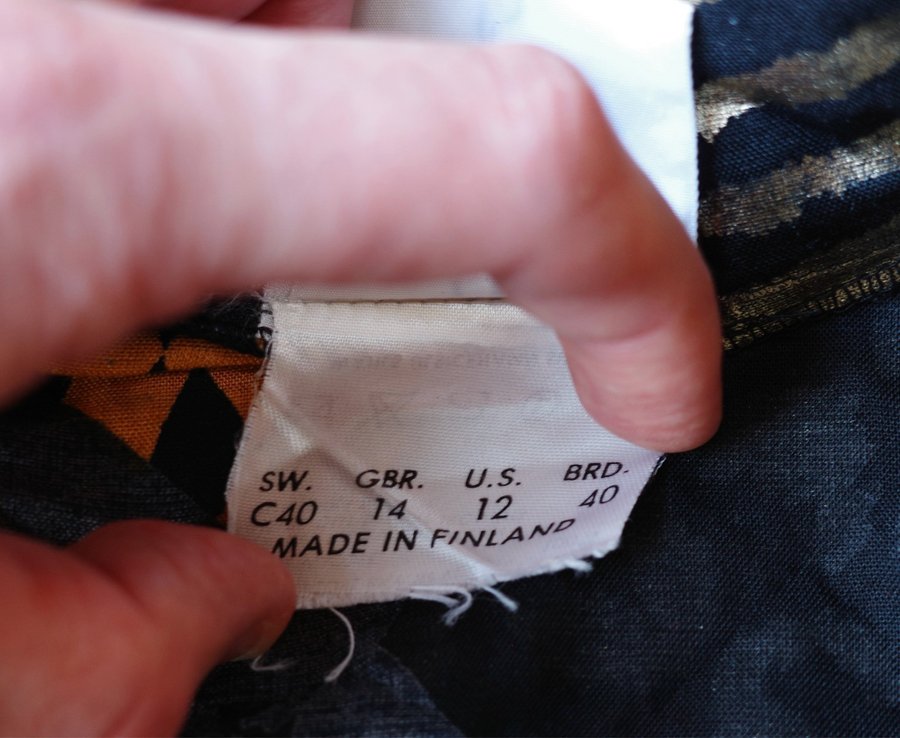 SW. GBR. U.S. BRD.
C40 14 12 40
MADE IN FINLAND